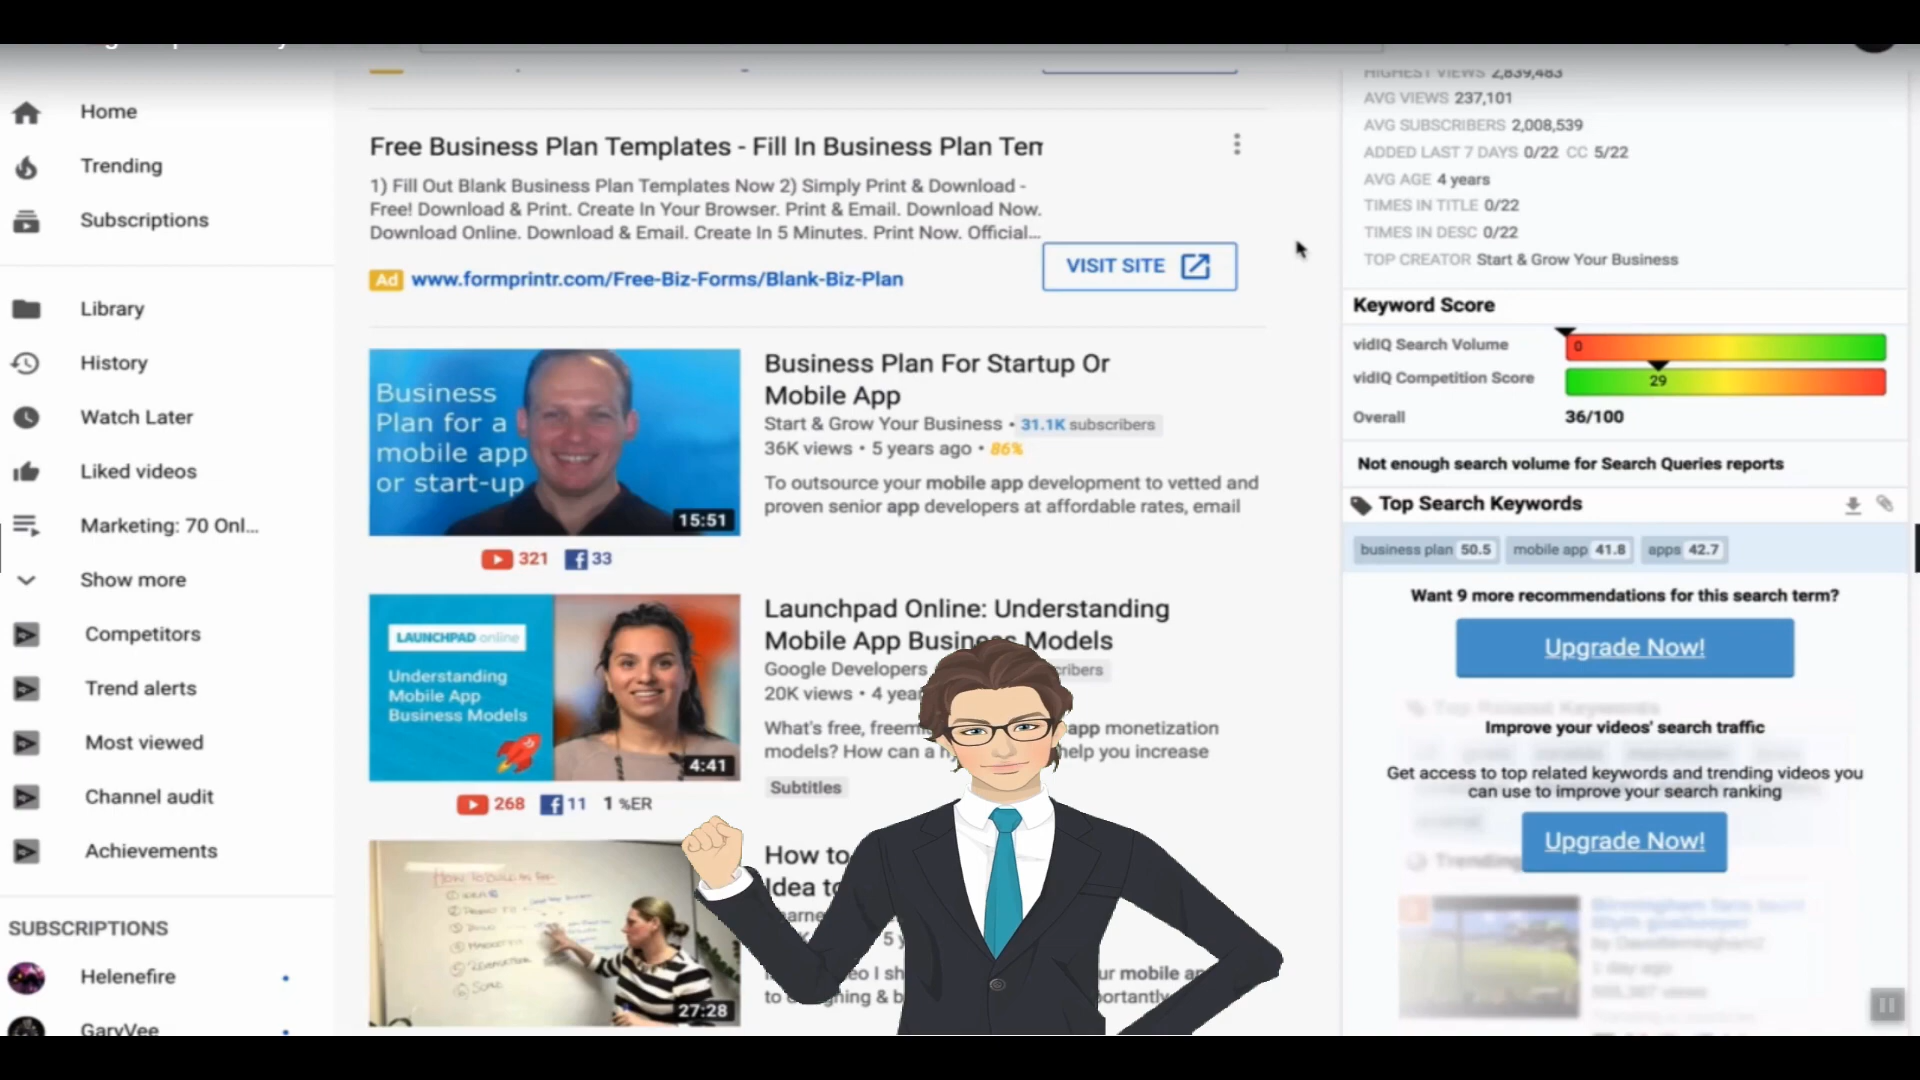 Home
Trending
Subscriptions
Library
History
Watch Later
Liked videos
Marketing: 70 Onl...
Show more
Competitors
Trend alerts
Most viewed
Channel audit
Achievements
SUBSCRIPTIONS
Helenefire
GaryVee
Free Business Plan Templates - Fill In Business Plan Tem
1) Fill Out Blank Business Plan Templates Now 2) Simply Print & Download -
Free! Download & Print. Create In Your Browser. Print & Email. Download Now.
Download Online. Download & Email. Create In 5 Minutes. Print Now. Official...
Ad www.formprintr.com/Free-Biz-Forms/Blank-Biz-Plan
VISIT SITE
Business
Plan for a
mobile app
or start-up
15:51
321 33
Business Plan For Startup Or
Mobile App
Start & Grow Your Business • 31.1K subscribers
36K views • 5 years ago • 86%
To outsource your mobile app development to vetted and
proven senior app developers at affordable rates, email
LAUNCHPAD online
Understanding
Mobile App
Business Models
4:41
268 11 1 %ER
Launchpad Online: Understanding
Mobile App Business Models
Google Developers
20K views • 4
What's free, app monetization
models? How can a help you increase
Subtitles
27:28
How to
Idea
mobile
to
HIGHEST VIEWS 2,839,483
AVG VIEWS 237,101
AVG SUBSCRIBERS 2,008,539
ADDED LAST 7 DAYS 0/22 CC 5/22
AVG AGE 4 years
TIMES IN TITLE 0/22
TIMES IN DESC 0/22
TOP CREATOR Start & Grow Your Business
Keyword Score
vidIQ Search Volume 0
vidIQ Competition Score 29
Overall 36/100
Not enough search volume for Search Queries reports
Top Search Keywords
business plan 50.5 mobile app 41.8 apps 42.7
Want 9 more recommendations for this search term?
Upgrade Now!
Improve your videos' search traffic
Get access to top related keywords and trending videos you
can use to improve your search ranking
Upgrade Now!